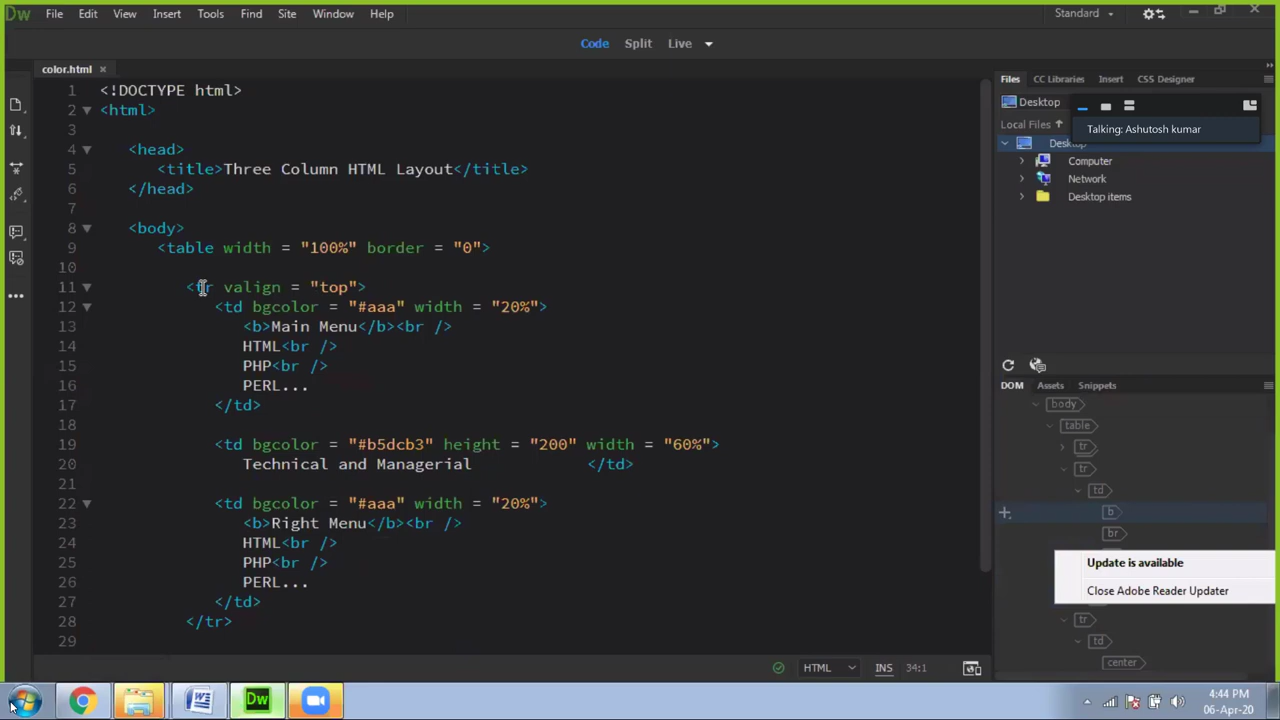 Dw File Edit View Insert Tools Find Site Window Help Standard
Code Split Live
color.html
Files CC Libraries Insert CSS Designer
Desktop
Talking: Ashutosh kumar
Local Files
Desktop
Computer
Network
Desktop items
1 <!DOCTYPE html>
2 <html>
3
4 <head>
5 <title>Three Column HTML Layout</title>
6 </head>
7
8 <body>
9 <table width = "100%" border = "0">
10
11 <tr valign = "top">
12 <td bgcolor = "#aaa" width = "20%">
13 <b>Main Menu</b><br />
14 HTML<br />
15 PHP<br />
16 PERL...
17 </td>
18
19 <td bgcolor = "#b5dcb3" height = "200" width = "60%">
20 Technical and Managerial </td>
21
22 <td bgcolor = "#aaa" width = "20%">
23 <b>Right Menu</b><br />
24 HTML<br />
25 PHP<br />
26 PERL...
27 </td>
28 </tr>
29
DOM Assets Snippets
body
table
tr
tr
td
b
br
Update is available
Close Adobe Reader Updater
tr
td
center
HTML INS 34:1
Dw
4:44 PM
06-Apr-20